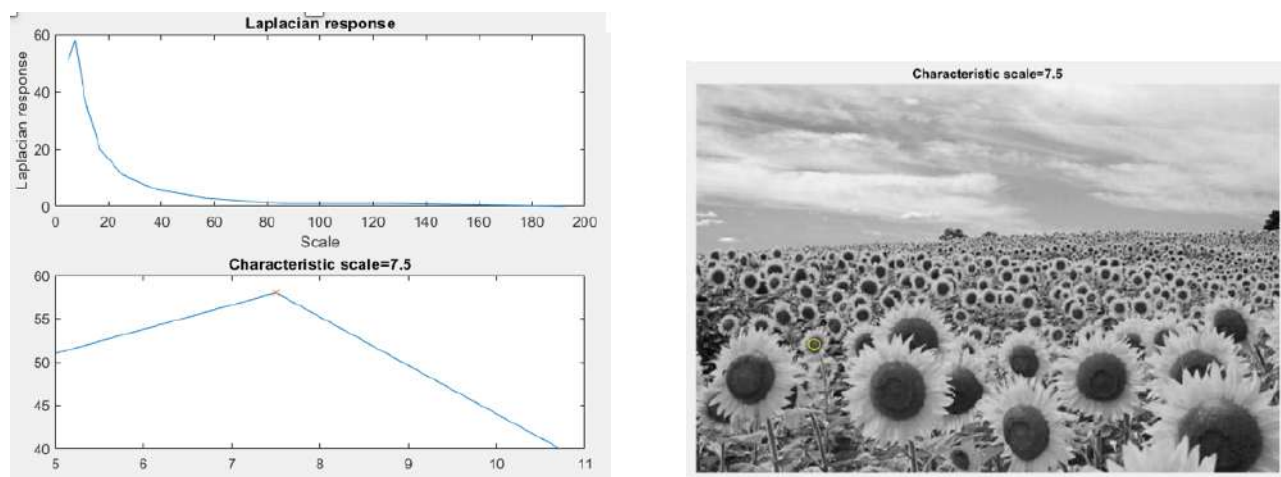 Laplacian response
60
40
20
0
Laplacian response
0 20 40 60 80 100 120 140 160 180 200
Scale
Characteristic scale=7.5
60
55
50
45
40
5 6 7 8 9 10 11
Characteristic scale=7.5